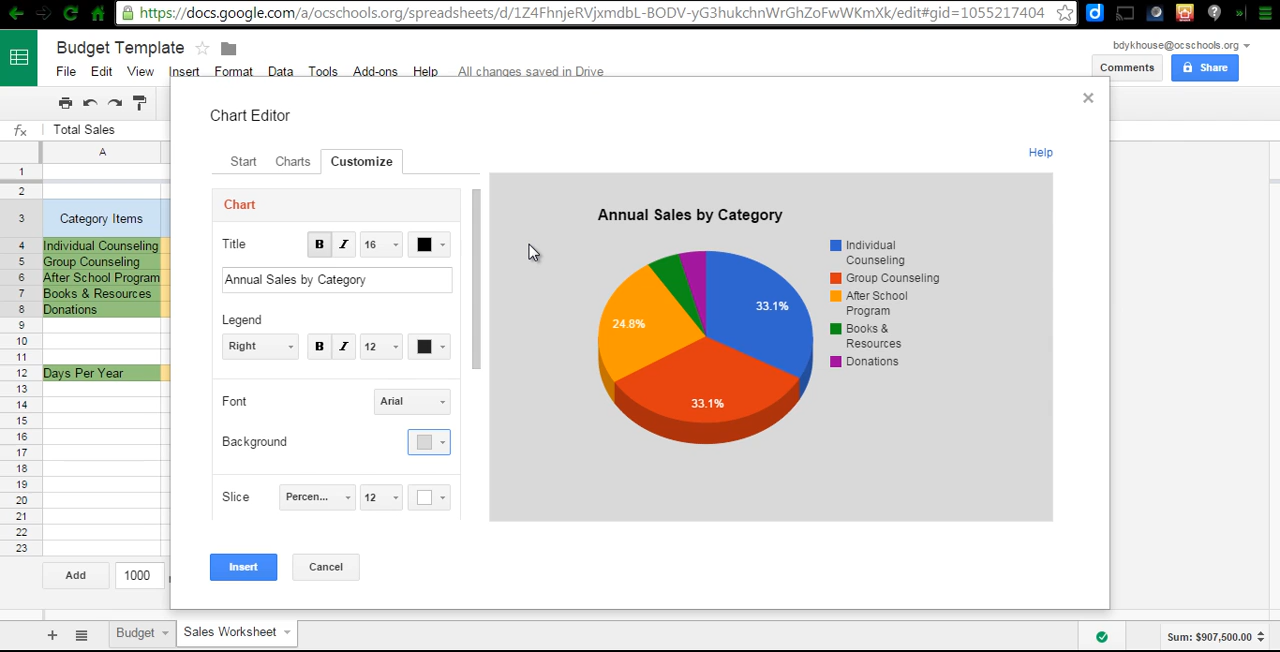 https://docs.google.com/a/ocschools.org/spreadsheets/d/1Z4FhnjeRVjxmdbL-BODV-yG3hukchnWrGhZoFwWKmXk/edit#gid=1055217404
Budget Template
bdykhouse@ocschools.org
File Edit View Insert Format Data Tools Add-ons Help All changes saved in Drive
Comments Share
fx Total Sales
Chart Editor
Start Charts Customize
Help
A
1
2
3 Category Items
4 Individual Counseling
5 Group Counseling
6 After School Program
7 Books & Resources
8 Donations
9
10
11
12 Days Per Year
13
14
15
16
17
18
19
20
21
22
23
Chart
Title B I 16
Annual Sales by Category
Legend
Right B I 12
Font Arial
Background
Slice Percen... 12
Annual Sales by Category
Individual
Counseling
Group Counseling
After School
Program
Books &
Resources
Donations
33.1%
24.8%
33.1%
Insert Cancel
Add 1000
Budget Sales Worksheet
Sum: $907,500.00